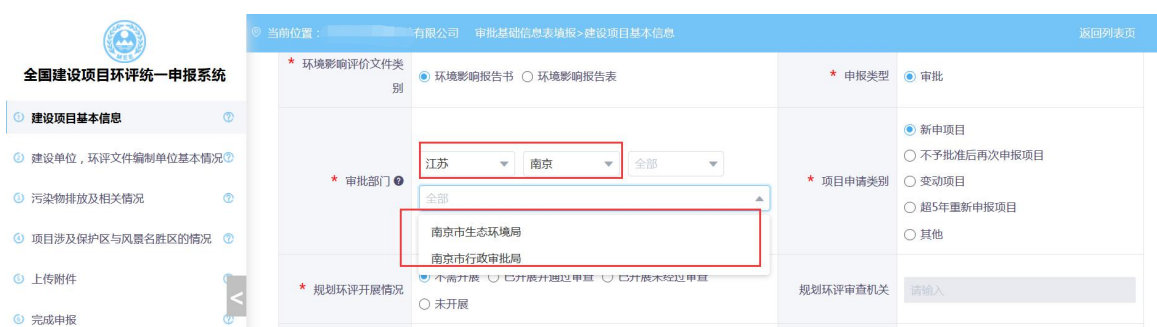 当前位置： 有限公司 审批基础信息表填报>建设项目基本信息 返回列表页
全国建设项目环评统一申报系统
建设项目基本信息
建设单位，环评文件编制单位基本情况
污染物排放及相关情况
项目涉及保护区与风景名胜区的情况
上传附件
完成申报
* 环境影响评价文件类别
环境影响报告书 环境影响报告表
* 申报类型
审批
* 审批部门
江苏 南京 全部
全部
南京市生态环境局
南京市行政审批局
* 项目申请类别
新申项目
不予批准后再次申报项目
变动项目
超5年重新申报项目
其他
* 规划环评开展情况
不需开展 已开展并通过审查 已开展未经过审查
未开展
规划环评审查机关
请输入